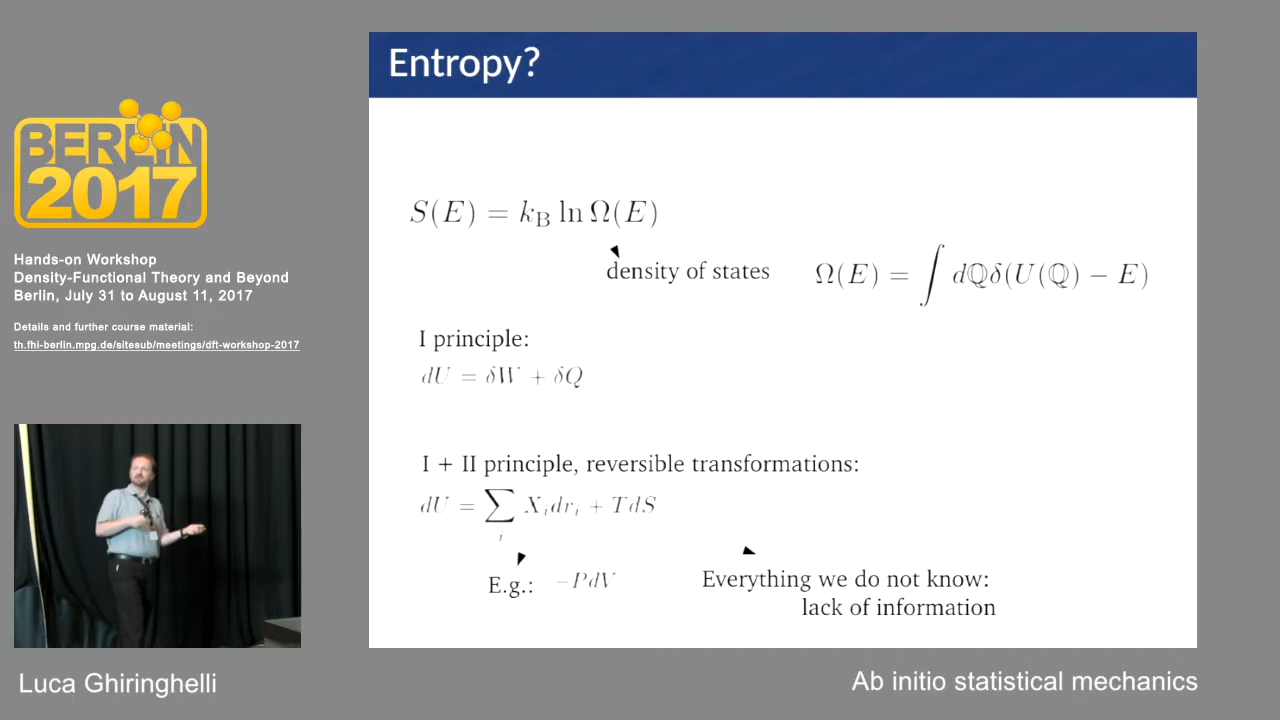 Entropy?
BERLIN
2017
Hands-on Workshop
Density-Functional Theory and Beyond
Berlin, July 31 to August 11, 2017
Details and further course material:
th.fhi-berlin.mpg.de/sitesub/meetings/dft-workshop-2017
S(E) = k_B ln Ω(E)
density of states
Ω(E) = ∫ dℚδ(U(ℚ) − E)
I principle:
dU = δW + δQ
I + II principle, reversible transformations:
dU = ∑_i X_i dr_i + TdS
E.g.: −PdV
Everything we do not know:
lack of information
Luca Ghiringhelli
Ab initio statistical mechanics